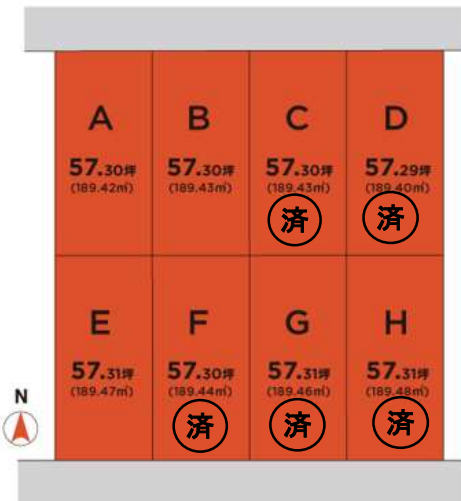 A B C D
57.30坪 57.30坪 57.30坪 57.29坪
(189.42㎡) (189.43㎡) (189.43㎡) (189.40㎡)
済 済
E F G H
57.31坪 57.30坪 57.31坪 57.31坪
(189.47㎡) (189.44㎡) (189.46㎡) (189.48㎡)
済 済 済
N